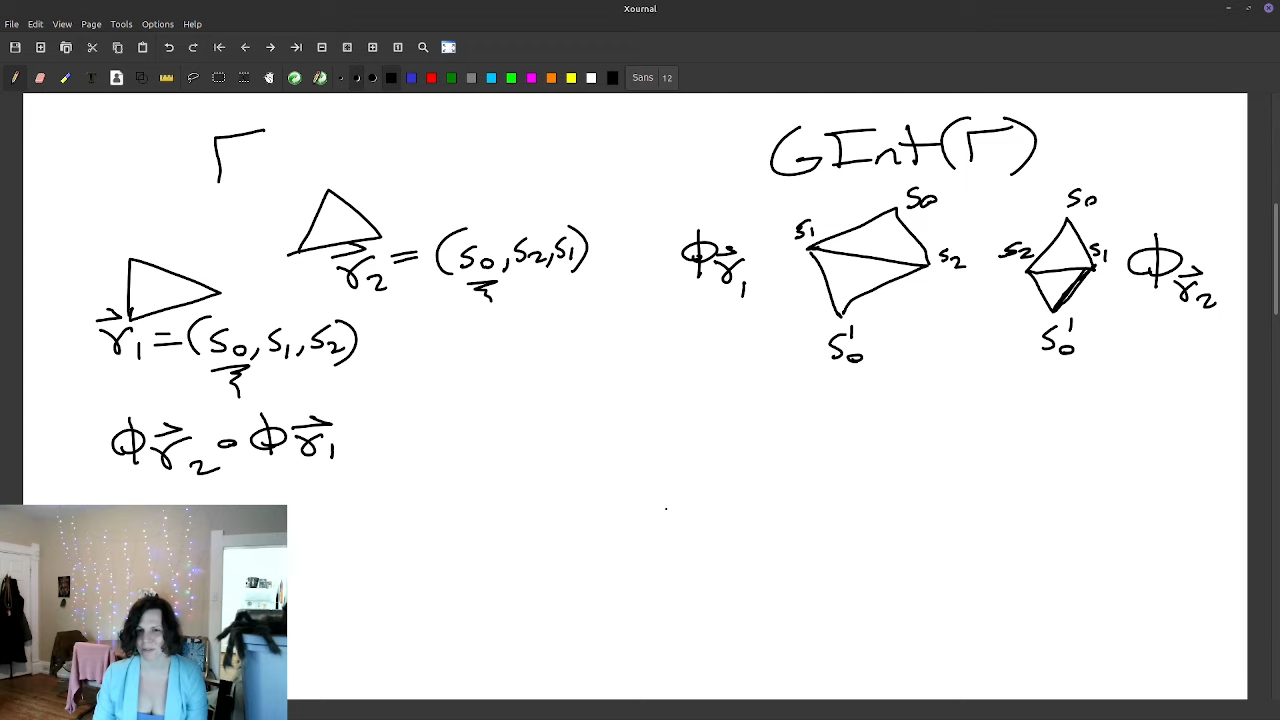 Xournal
File Edit View Page Tools Options Help
Sans 12
Γ
GInt(Γ)
γ⃗₂ = (s₀, s₂, s₁)
γ⃗₁ = (s₀, s₁, s₂)
Φγ⃗₂ ∘ Φγ⃗₁
Φγ⃗₁
s₀
s₁
s₂
s₀'
s₀
s₂
s₁
s₀'
Φγ⃗₂